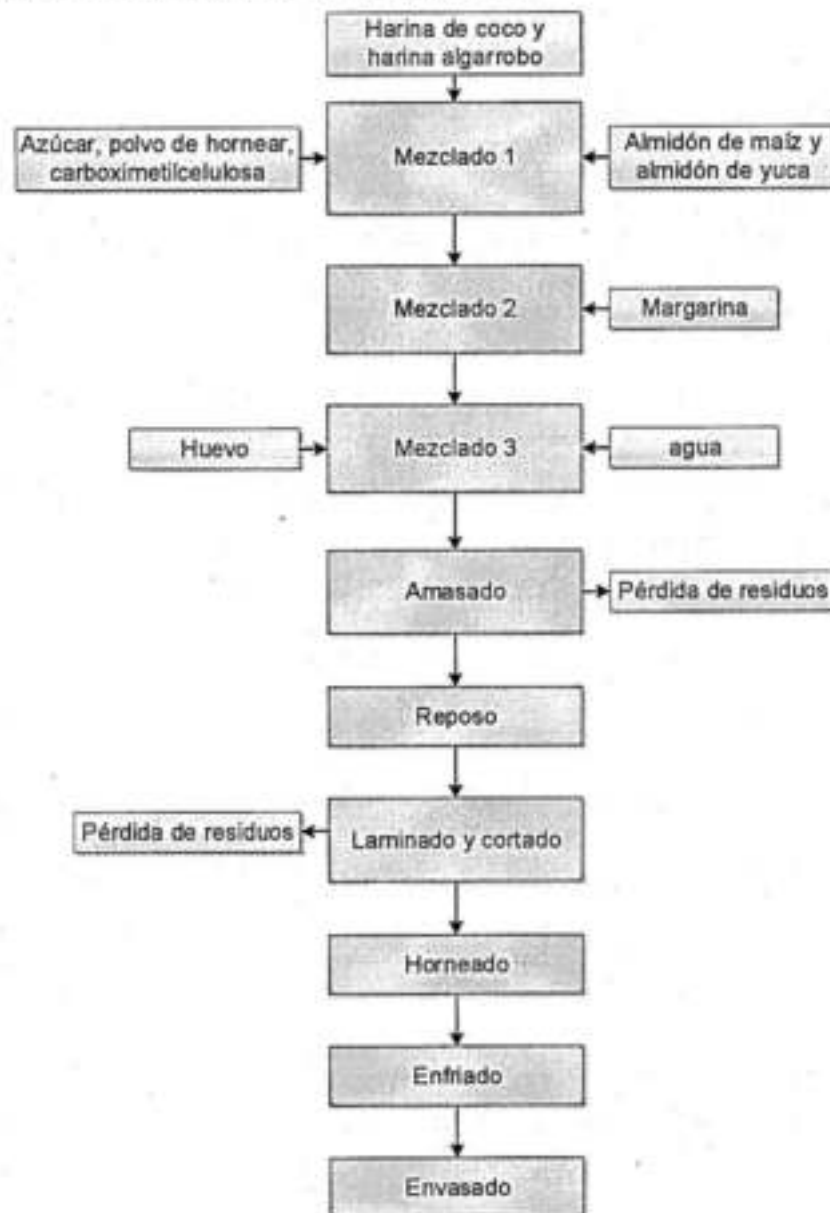 Harina de coco y
harina algarrobo
Azúcar, polvo de hornear,
carboximetilcelulosa
Mezclado 1
Almidón de maíz y
almidón de yuca
Mezclado 2
Margarina
Huevo
Mezclado 3
agua
Amasado
Pérdida de residuos
Reposo
Pérdida de residuos
Laminado y cortado
Horneado
Enfriado
Envasado